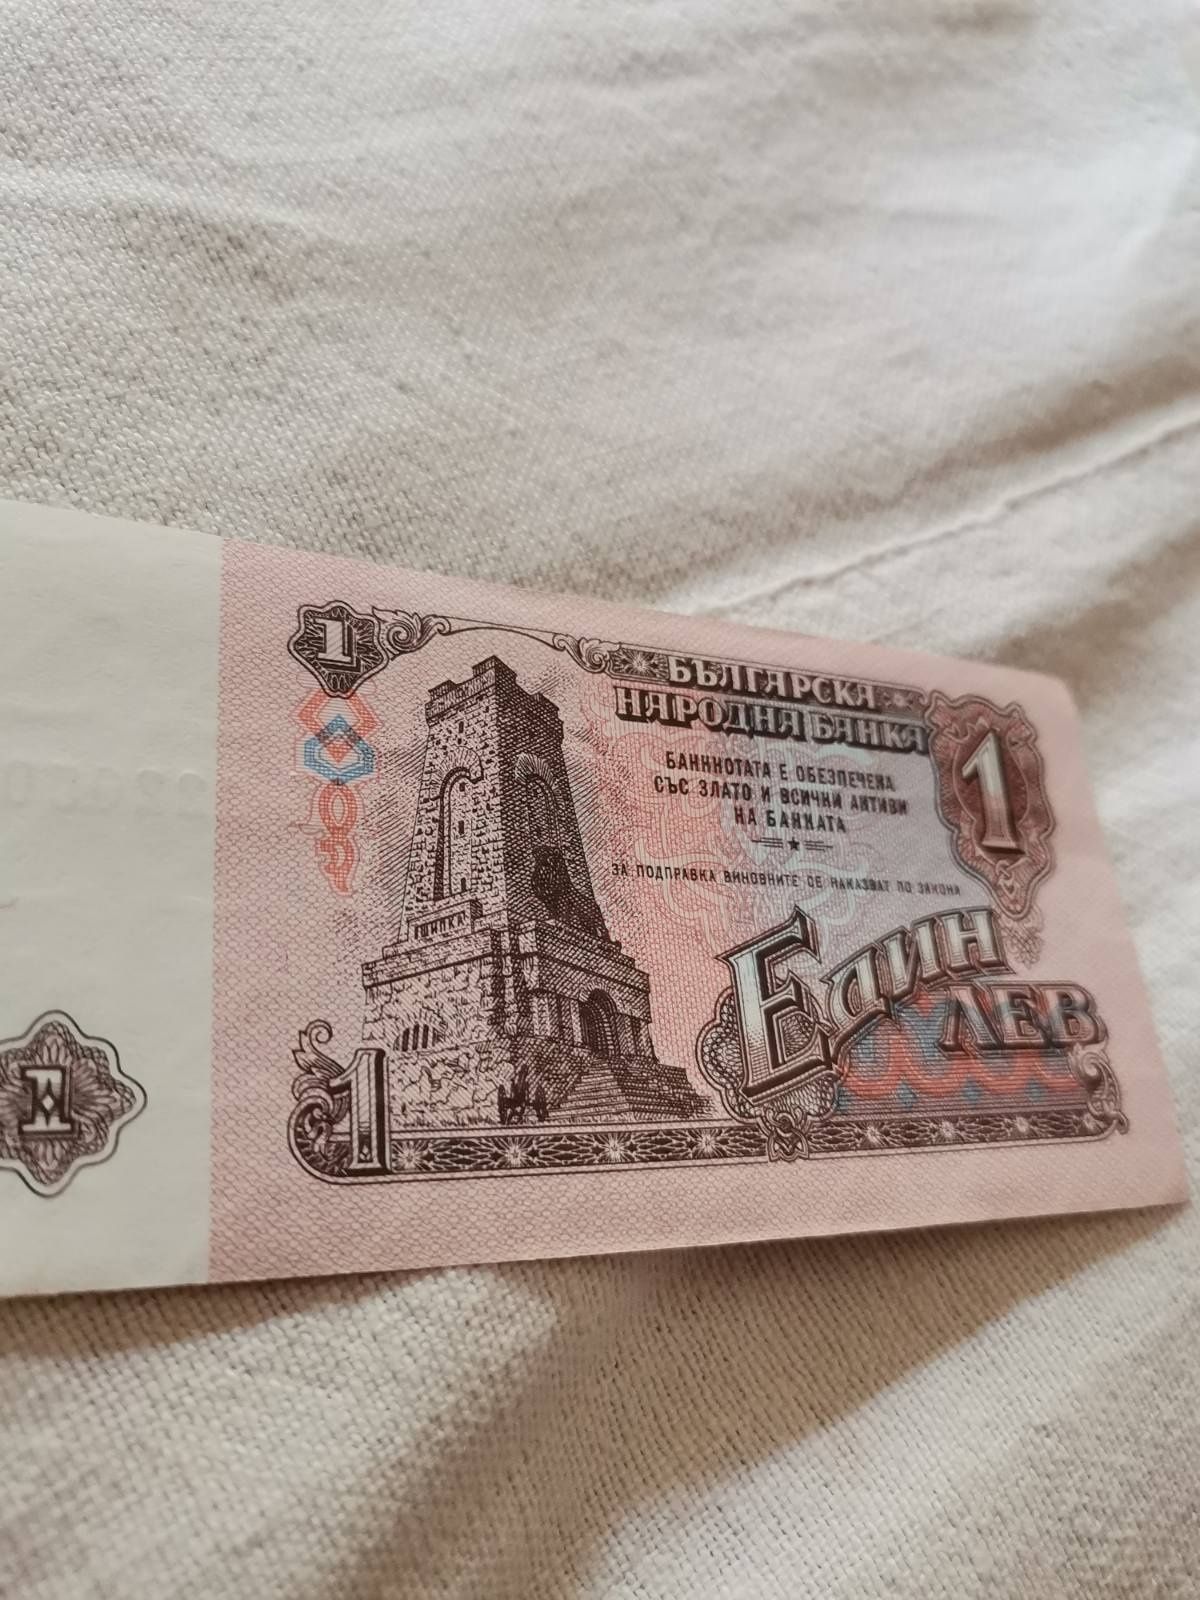 1
БЪЛГАРСКА
НАРОДНА БАНКА
1
БАНКНОТАТА Е ОБЕЗПЕЧЕНА
СЪС ЗЛАТО И ВСИЧКИ АКТИВИ
НА БАНКАТА
ЗА ПОДПРАВКА ВИНОВНИТЕ СЕ НАКАЗВАТ ПО ЗАКОНА
ШИПКА
ЕДИН
ЛЕВ
1